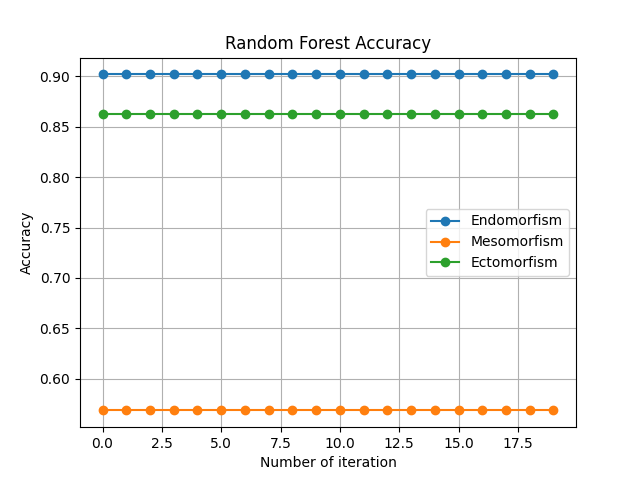 Random Forest Accuracy
Accuracy
0.90
0.85
0.80
0.75
0.70
0.65
0.60
Endomorfism
Mesomorfism
Ectomorfism
0.0 2.5 5.0 7.5 10.0 12.5 15.0 17.5
Number of iteration